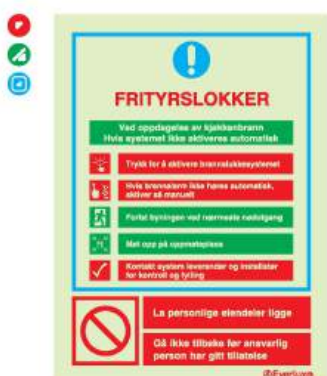 FRITYRSLOKKER
Ved oppdagelse av kjøkkenbrann
Hvis systemet ikke aktiveres automatisk
Trykk for å aktivere brannslukkesystemet
Hvis brannalarm ikke høres automatisk,
aktiver så manuelt
Forlat bygningen ved nærmeste nødutgang
Møt opp på oppmøteplass
Kontakt system leverandør og installatør
for kontroll og fylling
La personlige eiendeler ligge
Gå ikke tilbake før ansvarlig
person har gitt tillatelse
Everlux